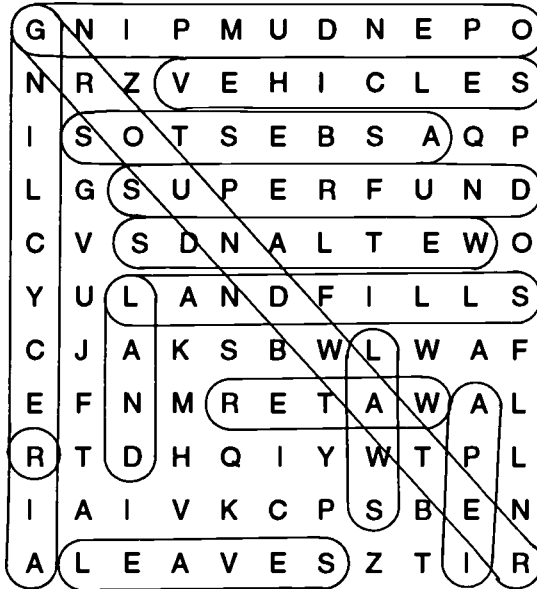 G N I P M U D N E P O
N R Z V E H I C L E S
I S O T S E B S A Q P
L G S U P E R F U N D
C V S D N A L T E W O
Y U L A N D F I L L S
C J A K S B W L W A F
E F N M R E T A W A L
R T D H Q I Y W T P L
I A I V K C P S B E N
A L E A V E S Z T I R